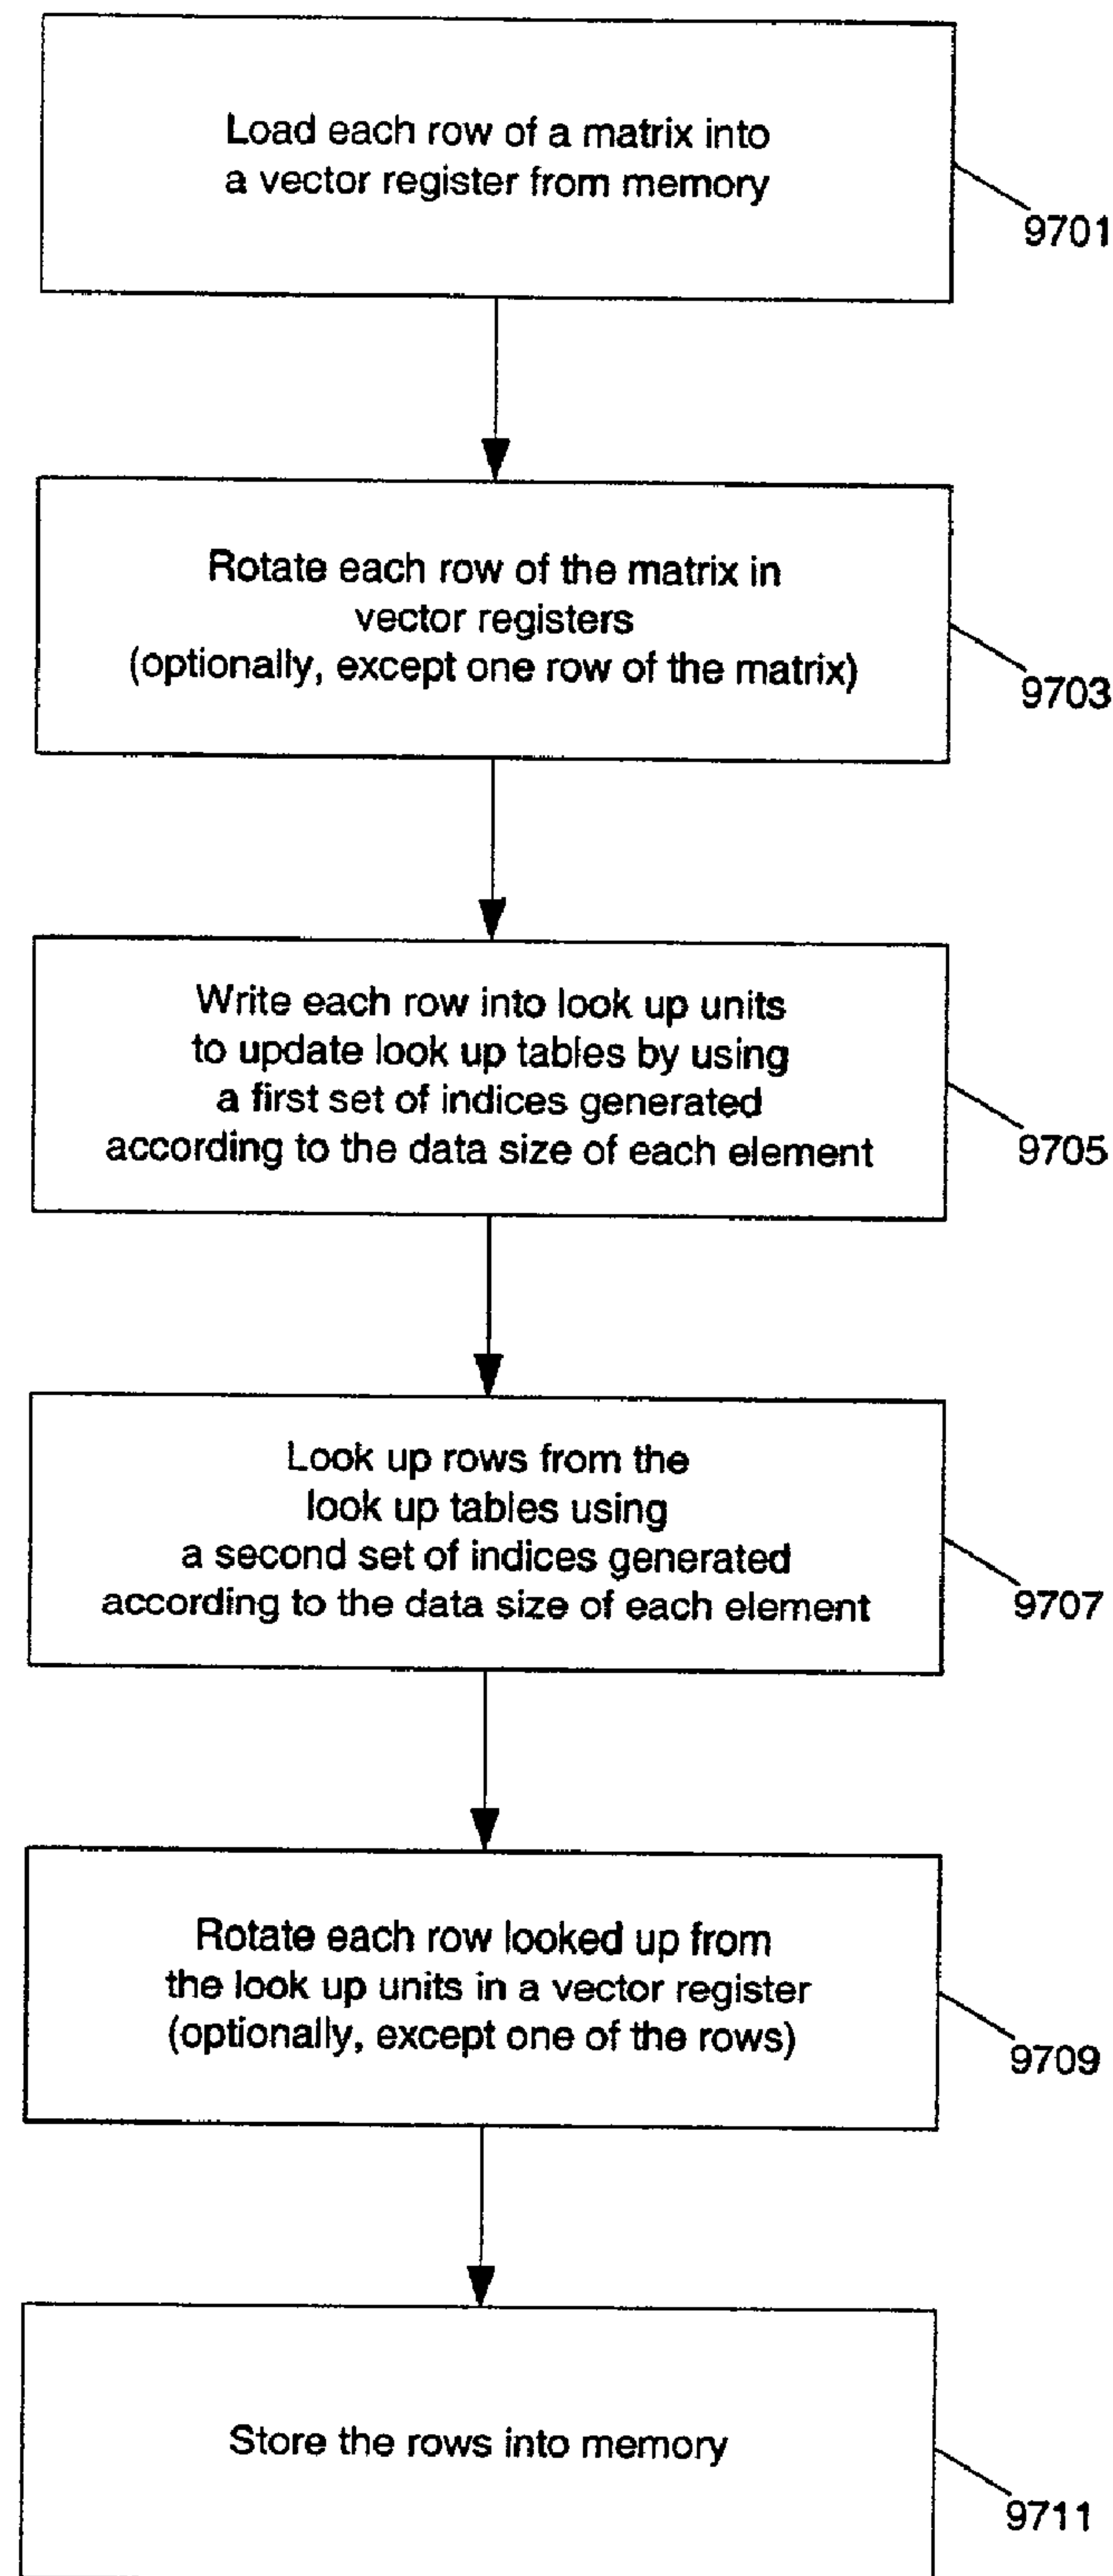 Load each row of a matrix into
a vector register from memory
9701
Rotate each row of the matrix in
vector registers
(optionally, except one row of the matrix)
9703
Write each row into look up units
to update look up tables by using
a first set of indices generated
according to the data size of each element
9705
Look up rows from the
look up tables using
a second set of indices generated
according to the data size of each element
9707
Rotate each row looked up from
the look up units in a vector register
(optionally, except one of the rows)
9709
Store the rows into memory
9711